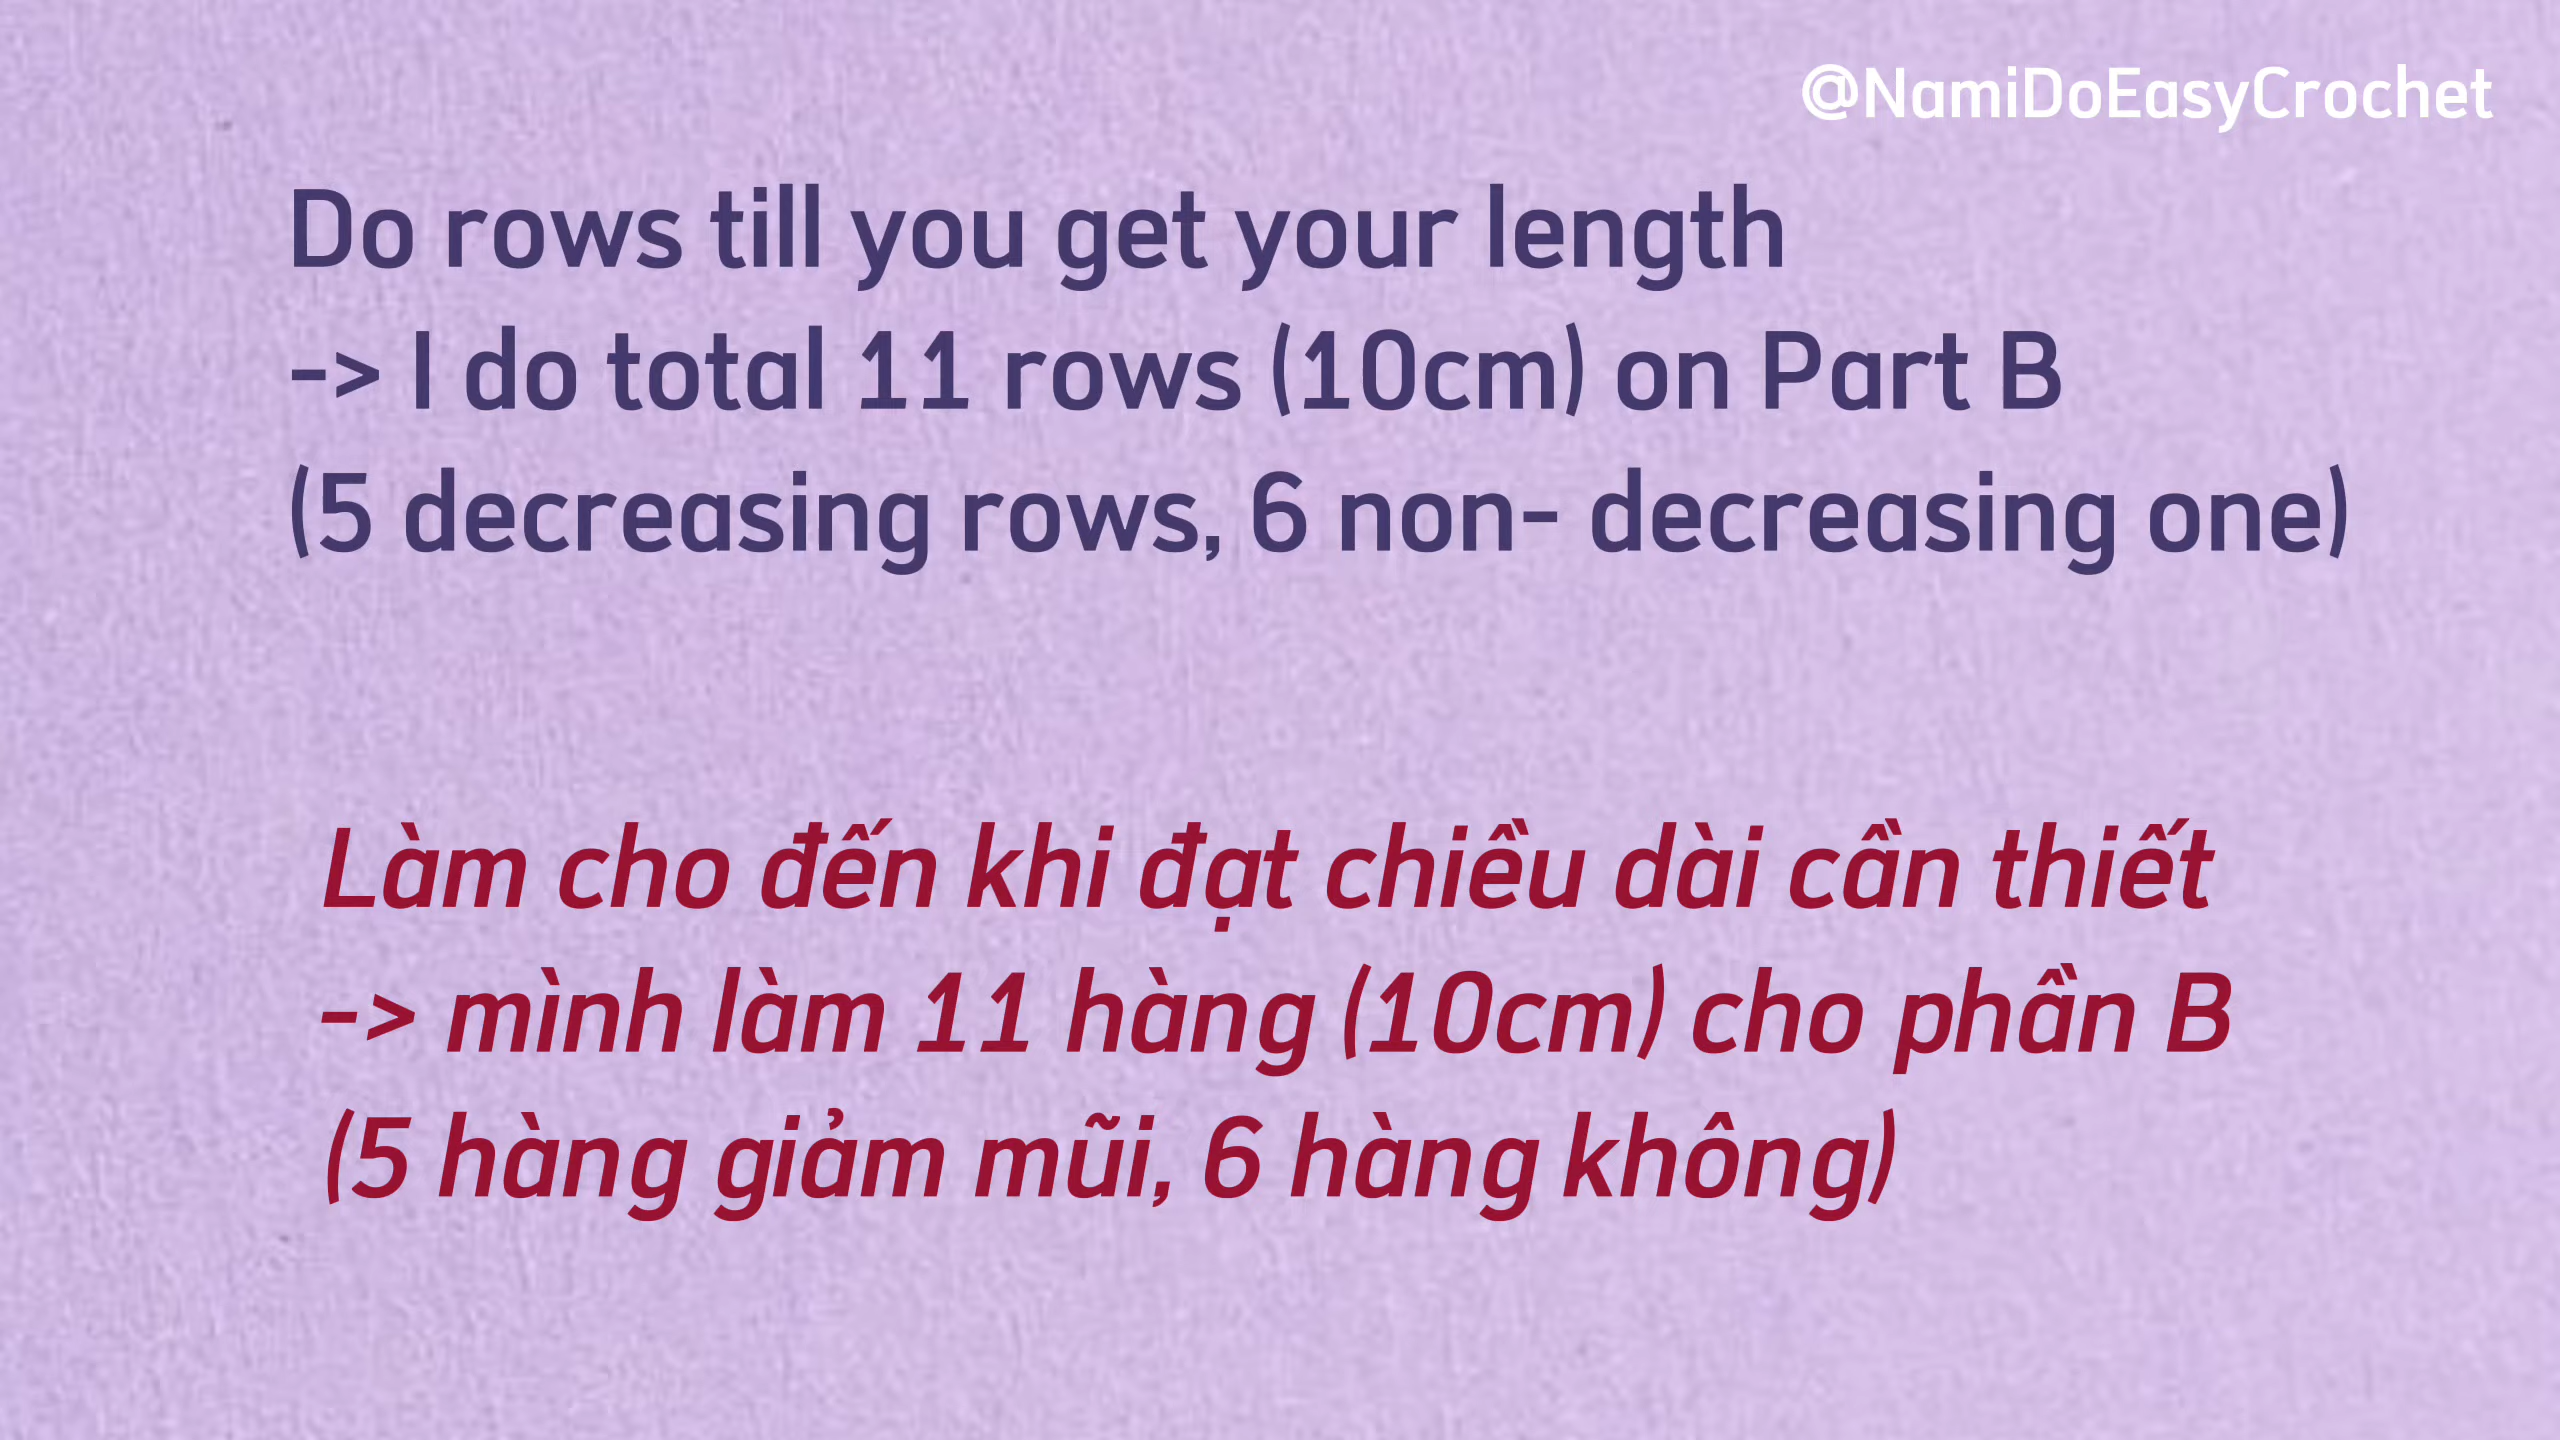 @NamiDoEasyCrochet
Do rows till you get your length
-> I do total 11 rows (10cm) on Part B
(5 decreasing rows, 6 non- decreasing one)
Làm cho đến khi đạt chiều dài cần thiết
-> mình làm 11 hàng (10cm) cho phần B
(5 hàng giảm mũi, 6 hàng không)